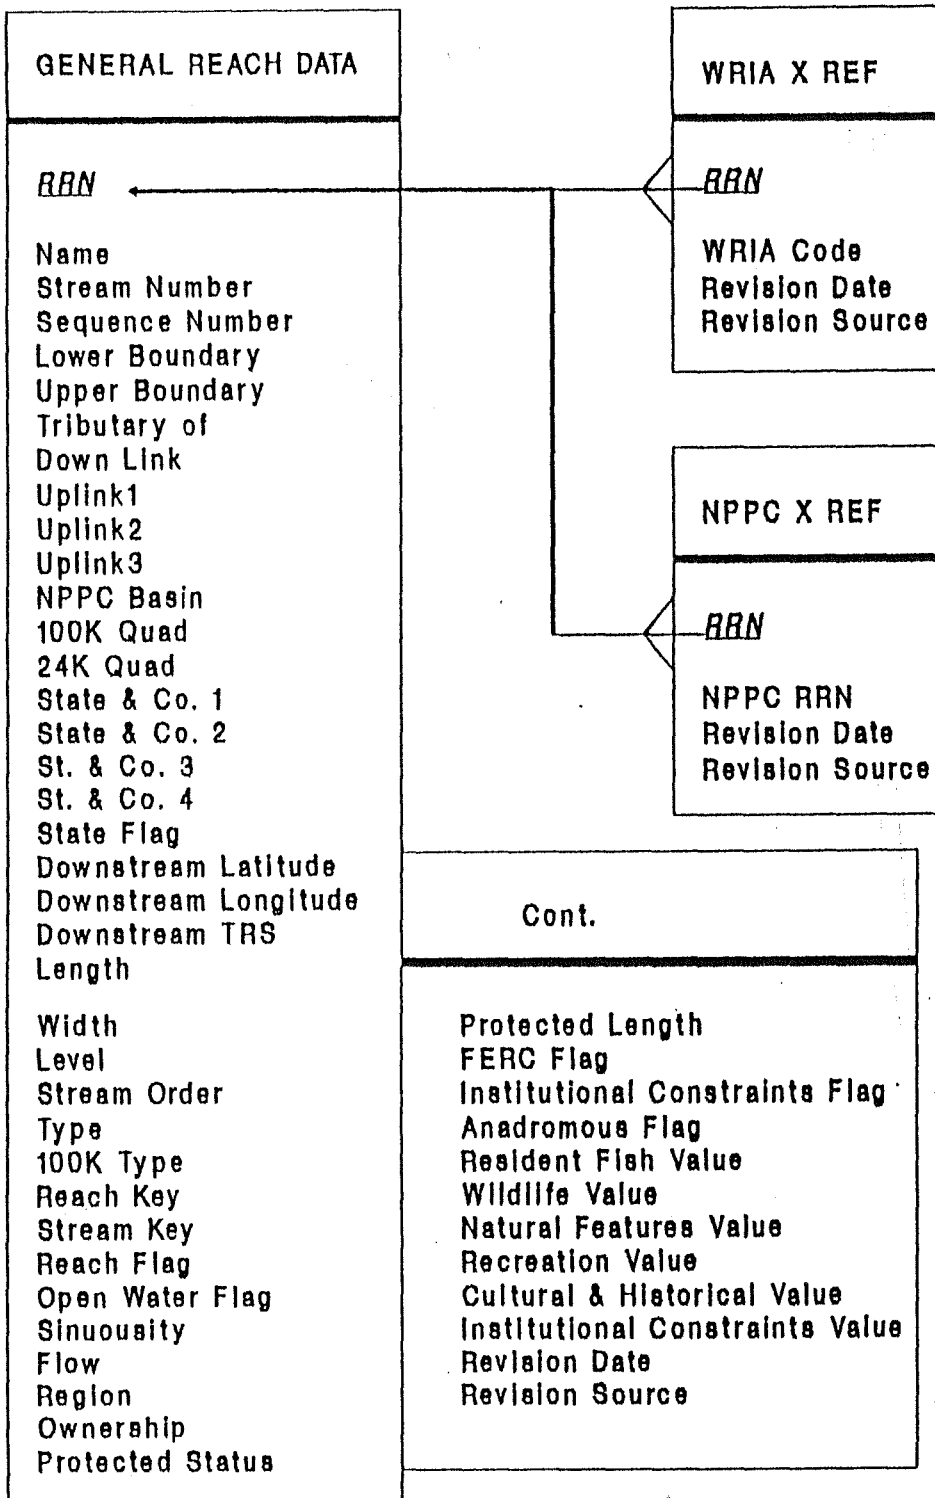 GENERAL REACH DATA
RRN
Name
Stream Number
Sequence Number
Lower Boundary
Upper Boundary
Tributary of
Down Link
Uplink1
Uplink2
Uplink3
NPPC Basin
100K Quad
24K Quad
State & Co. 1
State & Co. 2
St. & Co. 3
St. & Co. 4
State Flag
Downstream Latitude
Downstream Longitude
Downstream TRS
Length
Width
Level
Stream Order
Type
100K Type
Reach Key
Stream Key
Reach Flag
Open Water Flag
Sinuousity
Flow
Region
Ownership
Protected Status
WRIA X REF
RRN
WRIA Code
Revision Date
Revision Source
NPPC X REF
RRN
NPPC RRN
Revision Date
Revision Source
Cont.
Protected Length
FERC Flag
Institutional Constraints Flag
Anadromous Flag
Resident Fish Value
Wildlife Value
Natural Features Value
Recreation Value
Cultural & Historical Value
Institutional Constraints Value
Revision Date
Revision Source